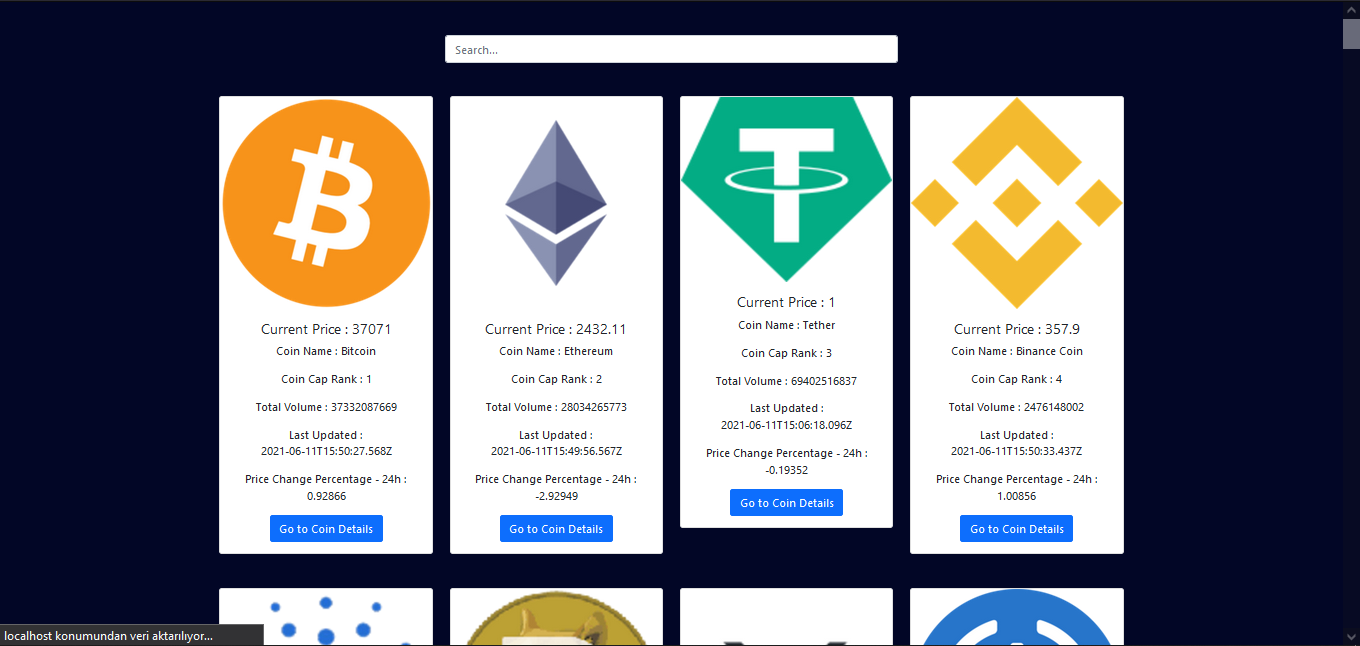 Search...
Current Price : 37071
Coin Name : Bitcoin
Coin Cap Rank : 1
Total Volume : 37332087669
Last Updated :
2021-06-11T15:50:27.568Z
Price Change Percentage - 24h :
0.92866
Go to Coin Details
Current Price : 2432.11
Coin Name : Ethereum
Coin Cap Rank : 2
Total Volume : 28034265773
Last Updated :
2021-06-11T15:49:56.567Z
Price Change Percentage - 24h :
-2.92949
Go to Coin Details
Current Price : 1
Coin Name : Tether
Coin Cap Rank : 3
Total Volume : 69402516837
Last Updated :
2021-06-11T15:06:18.096Z
Price Change Percentage - 24h :
-0.19352
Go to Coin Details
Current Price : 357.9
Coin Name : Binance Coin
Coin Cap Rank : 4
Total Volume : 2476148002
Last Updated :
2021-06-11T15:50:33.437Z
Price Change Percentage - 24h :
1.00856
Go to Coin Details
localhost konumundan veri aktarılıyor...